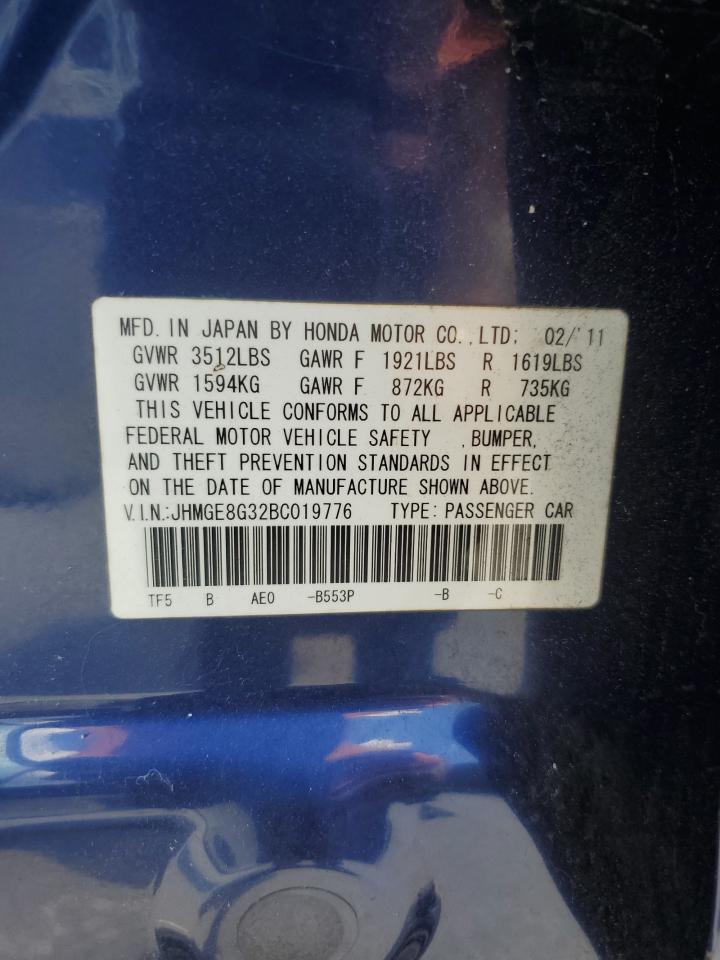 MFD. IN JAPAN BY HONDA MOTOR CO., LTD; 02/'11
GVWR 3512LBS GAWR F 1921LBS R 1619LBS
GVWR 1594KG GAWR F 872KG R 735KG
THIS VEHICLE CONFORMS TO ALL APPLICABLE
FEDERAL MOTOR VEHICLE SAFETY , BUMPER,
AND THEFT PREVENTION STANDARDS IN EFFECT
ON THE DATE OF MANUFACTURE SHOWN ABOVE.
V.I.N.:JHMGE8G32BC019776 TYPE: PASSENGER CAR
TF5 B AE0 -B553P -B -C